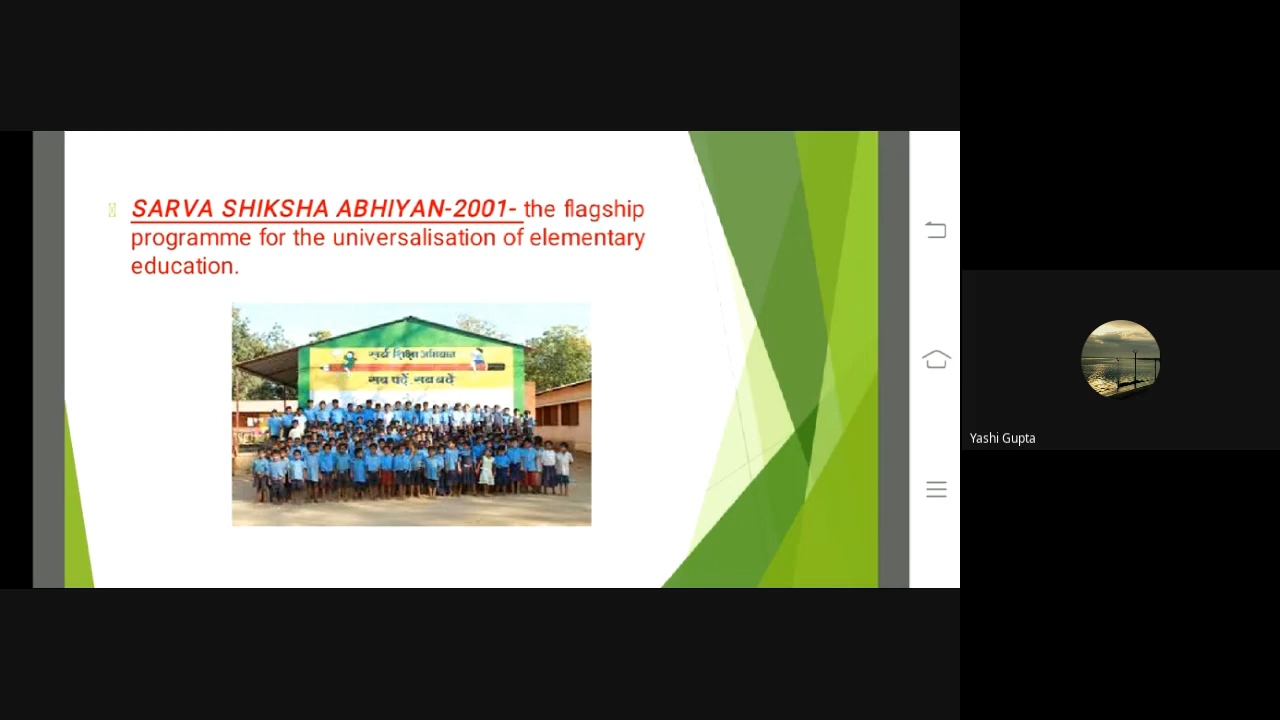 SARVA SHIKSHA ABHIYAN-2001- the flagship
programme for the universalisation of elementary
education.
सर्व शिक्षा अभियान
सब पढ़ें, सब बढ़ें
Yashi Gupta